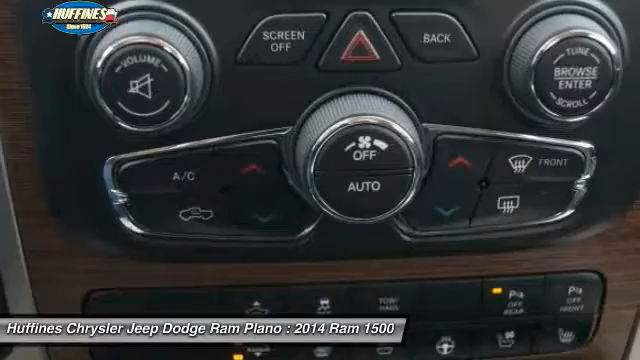 HUFFINES
Since 1924
SCREEN
OFF
BACK
VOLUME
TUNE
BROWSE
ENTER
SCROLL
OFF
AUTO
A/C
FRONT
TOW/
HAUL
P
OFF
REAR
P
OFF
FRONT
Huffines Chrysler Jeep Dodge Ram Plano : 2014 Ram 1500